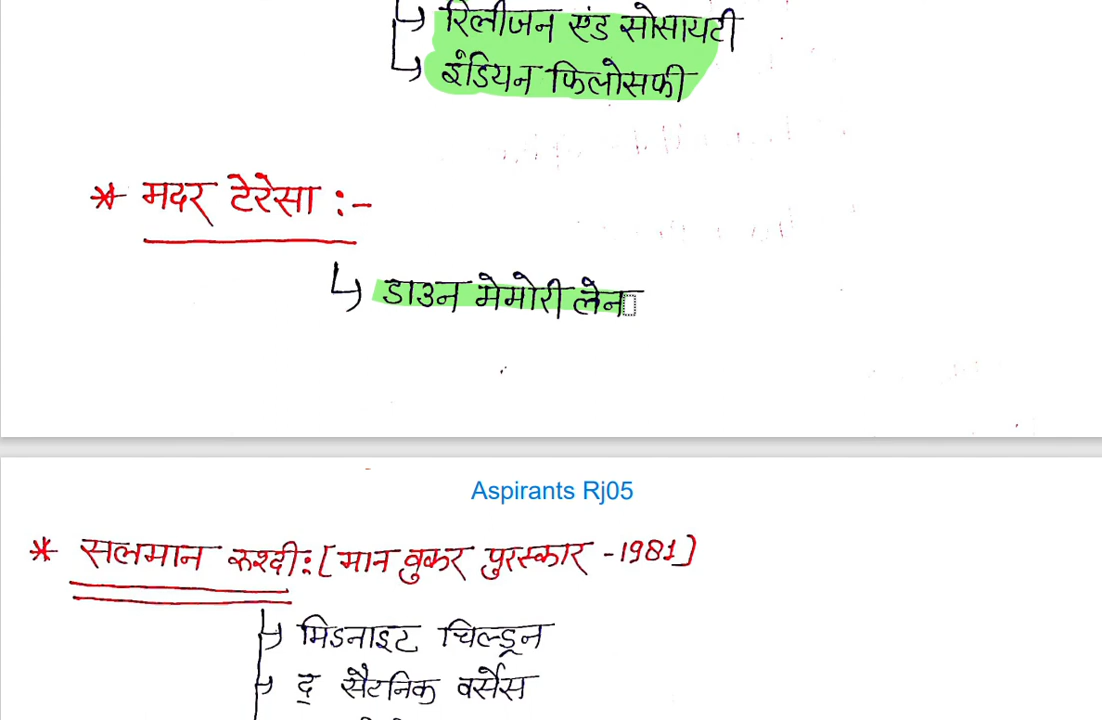 रिलीजन एंड सोसायटी
इंडियन फिलोसफी
* मदर टेरेसा :-
डाउन मेमोरी लेन
Aspirants Rj05
* सलमान रुश्दी : [मान बुकर पुरस्कार -1981]
मिडनाइट चिल्ड्रन
द् सैटनिक वर्सेस